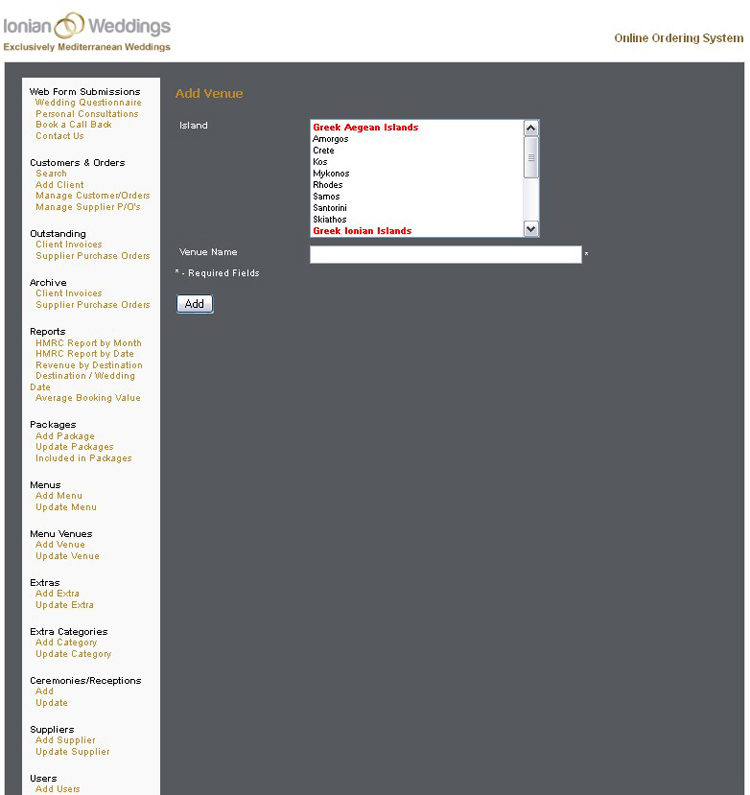 Ionian Weddings
Exclusively Mediterranean Weddings
Online Ordering System
Web Form Submissions
Wedding Questionnaire
Personal Consultations
Book a Call Back
Contact Us
Customers & Orders
Search
Add Client
Manage Customer/Orders
Manage Supplier P/O's
Outstanding
Client Invoices
Supplier Purchase Orders
Archive
Client Invoices
Supplier Purchase Orders
Reports
HMRC Report by Month
HMRC Report by Date
Revenue by Destination
Destination / Wedding
Date
Average Booking Value
Packages
Add Package
Update Packages
Included in Packages
Menus
Add Menu
Update Menu
Menu Venues
Add Venue
Update Venue
Extras
Add Extra
Update Extra
Extra Categories
Add Category
Update Category
Ceremonies/Receptions
Add
Update
Suppliers
Add Supplier
Update Supplier
Users
Add Users
Add Venue
Island
Greek Aegean Islands
Amorgos
Crete
Kos
Mykonos
Rhodes
Samos
Santorini
Skiathos
Greek Ionian Islands
Venue Name *
* - Required Fields
Add